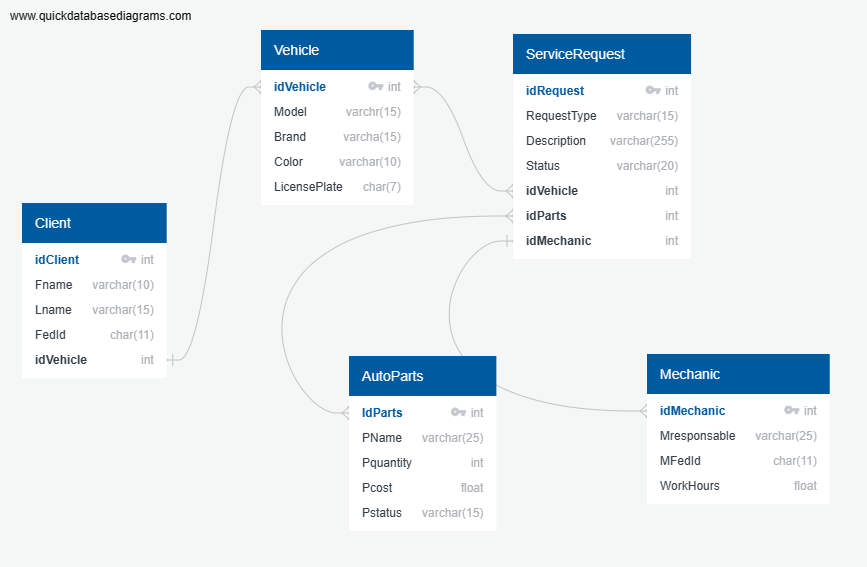 www.quickdatabasediagrams.com
Vehicle
idVehicle int
Model varchr(15)
Brand varcha(15)
Color varchr(10)
LicensePlate char(7)
ServiceRequest
idRequest int
RequestType varchar(15)
Description varchar(255)
Status varchar(20)
idVehicle int
idParts int
idMechanic int
Client
idClient int
Fname varchar(10)
Lname varchar(15)
FedId char(11)
idVehicle int
AutoParts
IdParts int
PName varchar(25)
Pquantity int
Pcost float
Pstatus varchar(15)
Mechanic
idMechanic int
Mresponsable varchar(25)
MFedId char(11)
WorkHours float